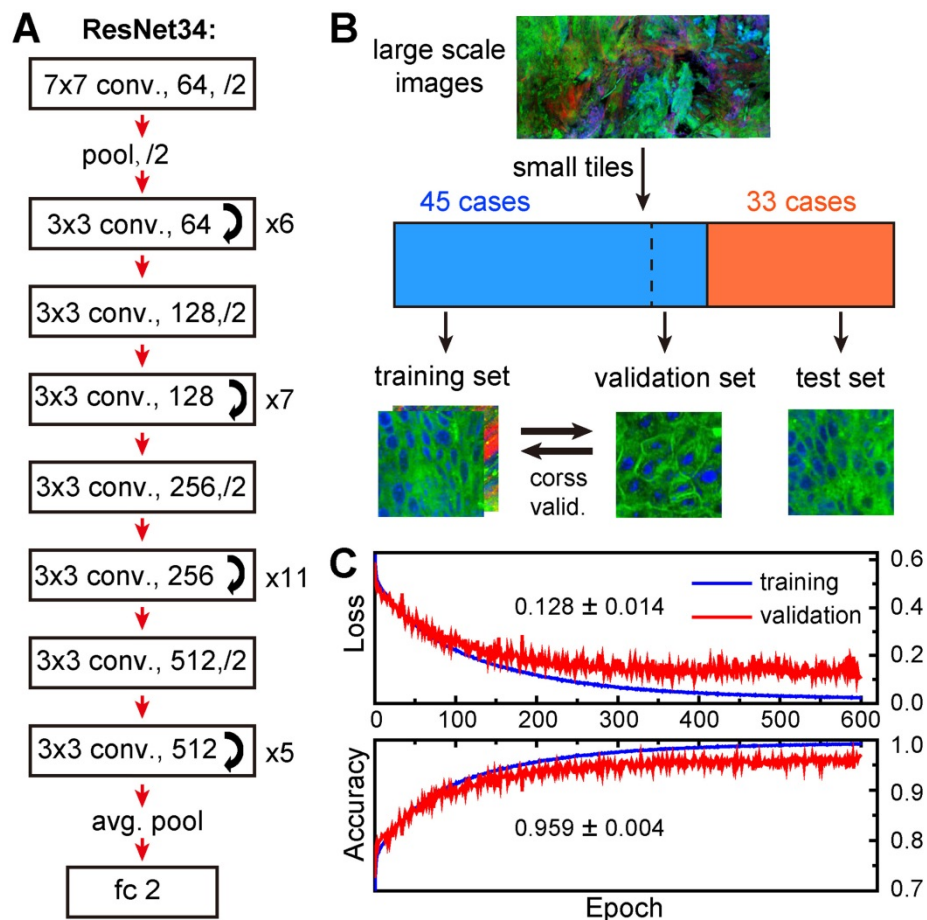 A
ResNet34:
7x7 conv., 64, /2
pool, /2
3x3 conv., 64
x6
3x3 conv., 128,/2
3x3 conv., 128
x7
3x3 conv., 256,/2
3x3 conv., 256
x11
3x3 conv., 512,/2
3x3 conv., 512
x5
avg. pool
fc 2
B
large scale
images
small tiles
45 cases
33 cases
training set
validation set
test set
corss
valid.
C
Loss
training
validation
0.128 ± 0.014
0.6
0.4
0.2
0.0
0 100 200 300 400 500 600
Accuracy
0.959 ± 0.004
1.0
0.9
0.8
0.7
Epoch